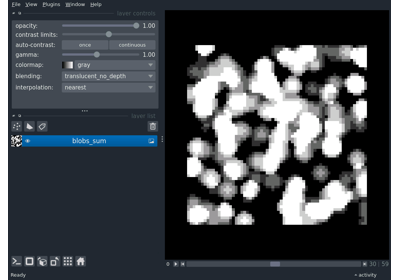 File View Plugins Window Help
layer controls
opacity: 1.00
contrast limits:
auto-contrast: once continuous
gamma: 1.00
colormap: gray
blending: translucent_no_depth
interpolation: nearest
layer list
blobs_sum
30 59
Ready activity